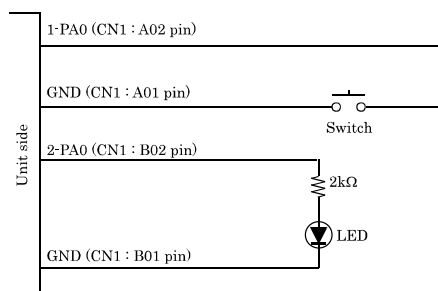 1-PA0 (CN1 : A02 pin)
GND (CN1 : A01 pin)
Switch
Unit side
2-PA0 (CN1 : B02 pin)
2kΩ
LED
GND (CN1 : B01 pin)